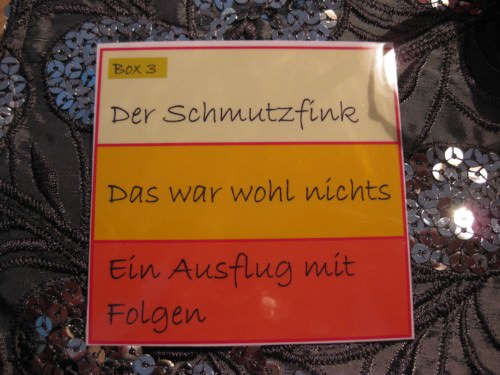 Box 3
Der Schmutzfink
Das war wohl nichts
Ein Ausflug mit
Folgen